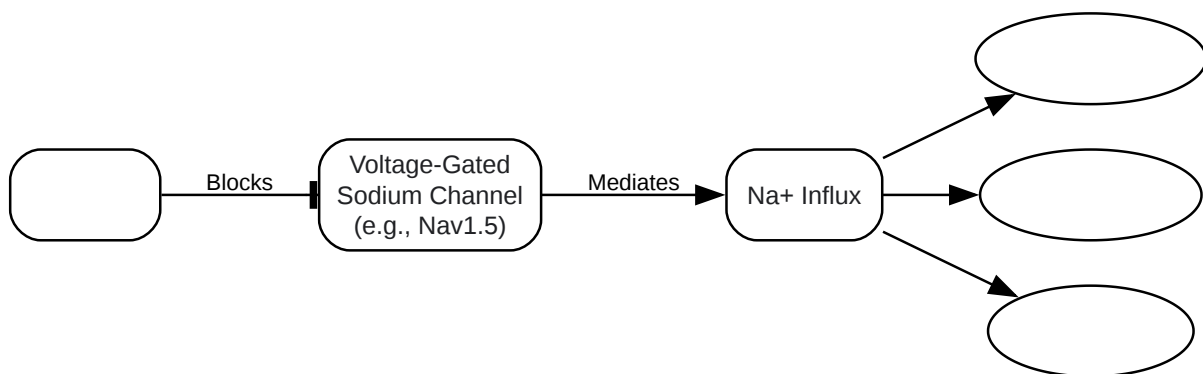 Blocks
Voltage-Gated
Sodium Channel
(e.g., Nav1.5)
Mediates
Na+ Influx